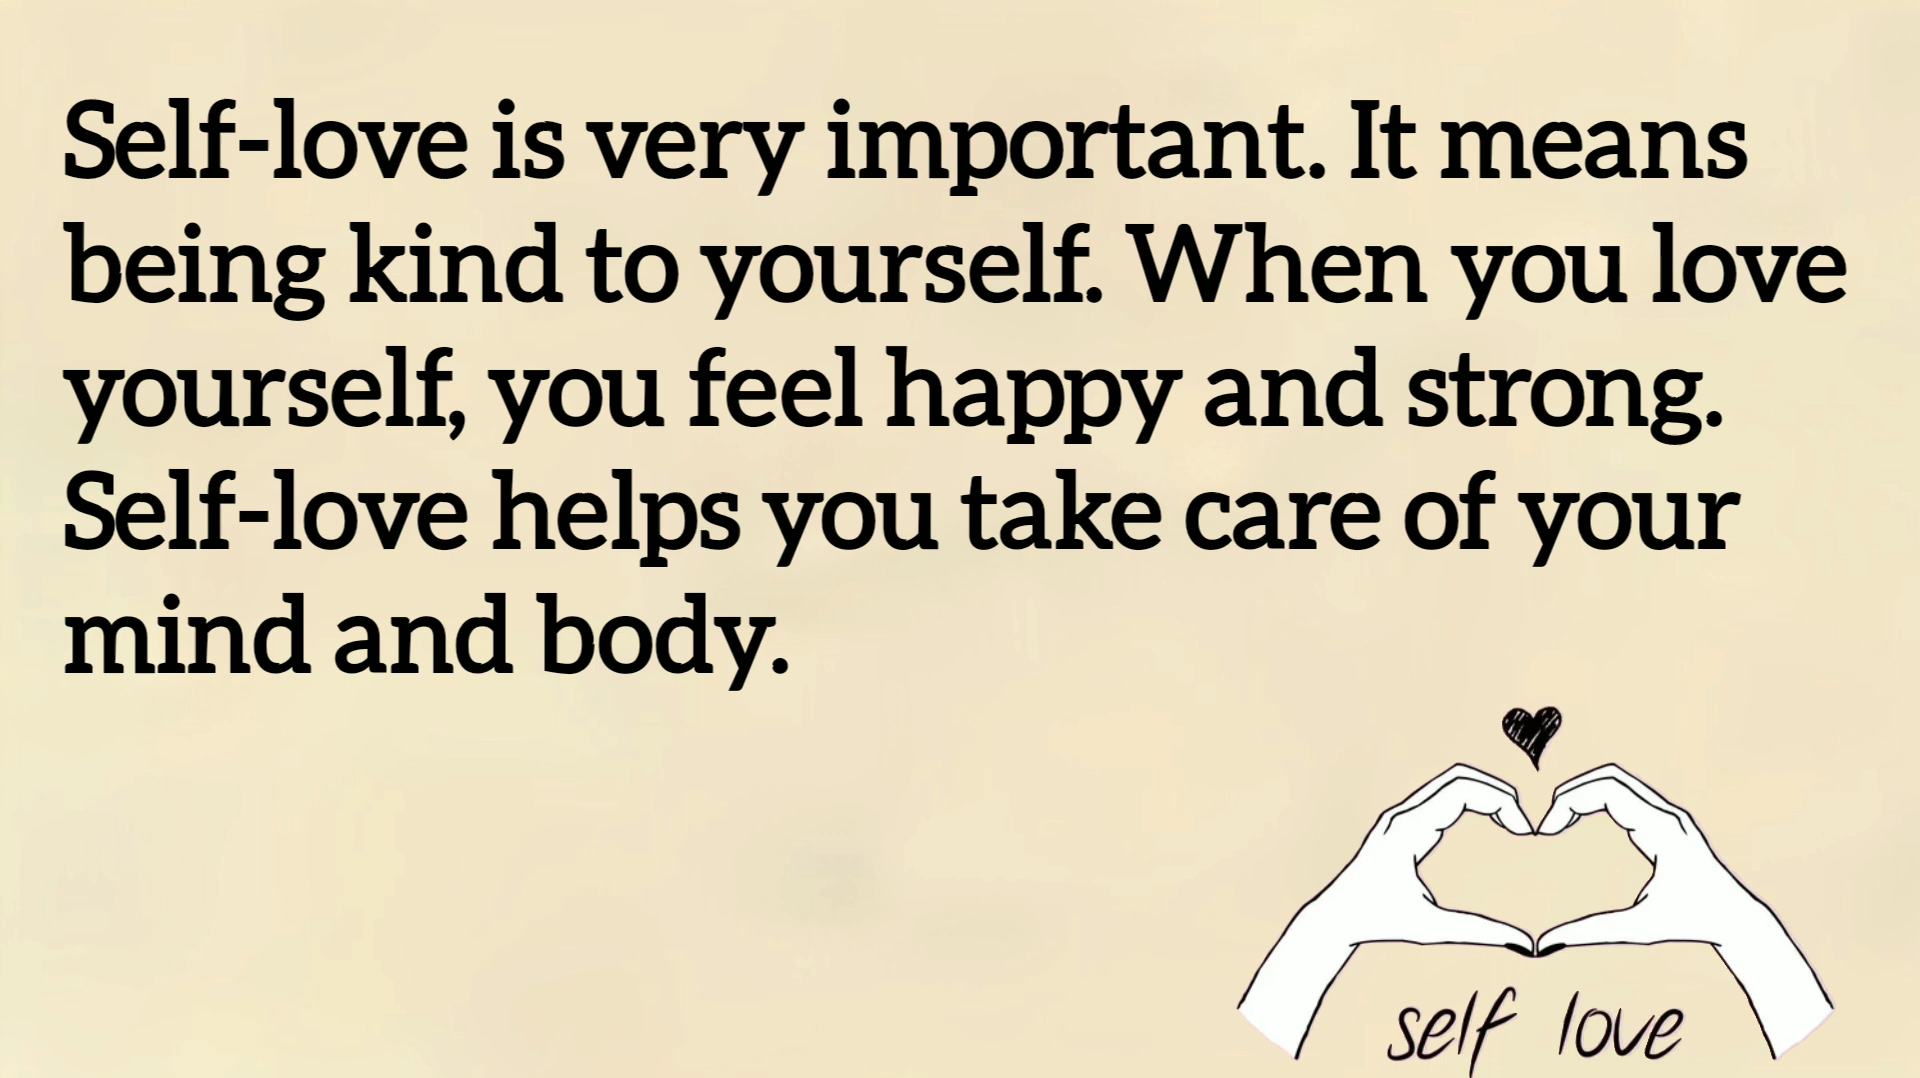 Self-love is very important. It means
being kind to yourself. When you love
yourself, you feel happy and strong.
Self-love helps you take care of your
mind and body.
self love